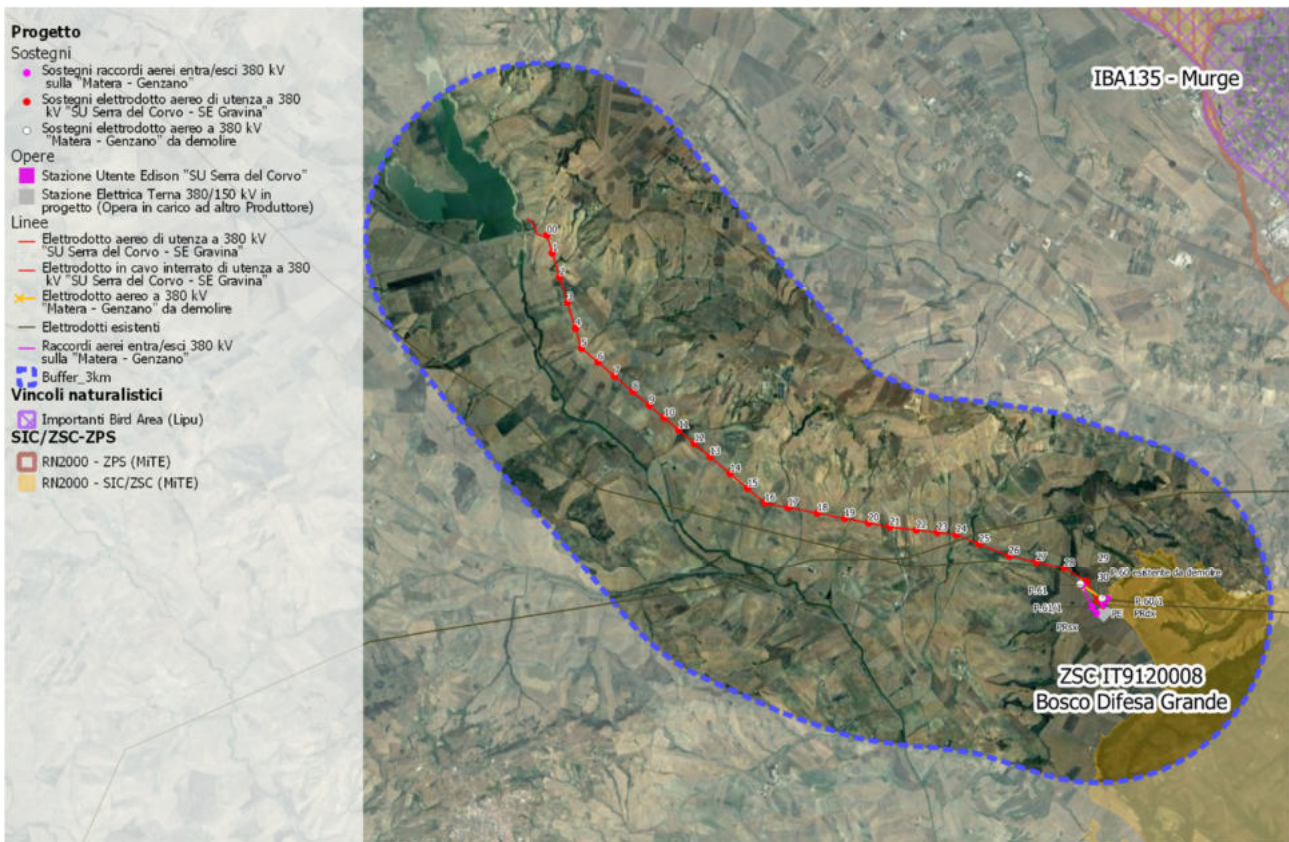 Progetto
Sostegni
Sostegni raccordi aerei entra/esci 380 kV
sulla "Matera - Genzano"
Sostegni elettrodotto aereo di utenza a 380
kV "SU Serra del Corvo - SE Gravina"
Sostegni elettrodotto aereo a 380 kV
"Matera - Genzano" da demolire
Opere
Stazione Utente Edison "SU Serra del Corvo"
Stazione Elettrica Terna 380/150 kV in
progetto (Opera in carico ad altro Produttore)
Linee
Elettrodotto aereo di utenza a 380 kV
"SU Serra del Corvo - SE Gravina"
Elettrodotto in cavo interrato di utenza a 380
kV "SU Serra del Corvo - SE Gravina"
Elettrodotto aereo a 380 kV
"Matera - Genzano" da demolire
Elettrodotti esistenti
Raccordi aerei entra/esci 380 kV
sulla "Matera - Genzano"
Buffer_3km
Vincoli naturalistici
Importanti Bird Area (Lipu)
SIC/ZSC-ZPS
RN2000 - ZPS (MiTE)
RN2000 - SIC/ZSC (MiTE)
IBA135 - Murge
00
1
2
3
4
5
6
7
8
9
10
11
12
13
14
15
16
17
18
19
20
21
22
23
24
25
26
27
28
29
P.60 esistente da demolire
30
P.61
P.60/1
P.61/1
PE
PRdx
PRsx
ZSC IT9120008
Bosco Difesa Grande